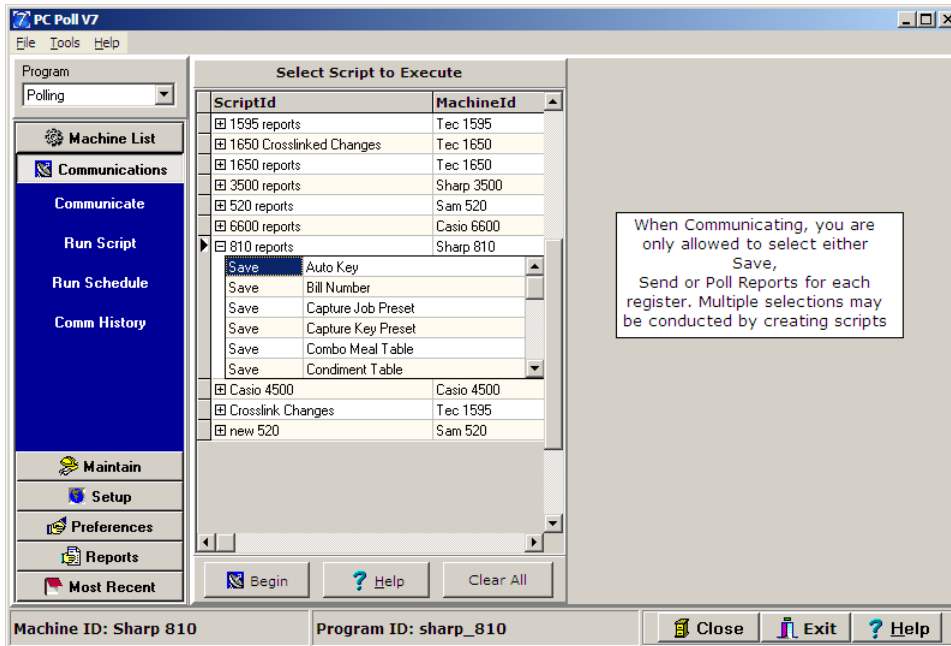 PC Poll V7
File Tools Help
Program
Polling
Machine List
Communications
Communicate
Run Script
Run Schedule
Comm History
Maintain
Setup
Preferences
Reports
Most Recent
Select Script to Execute
ScriptId MachineId
1595 reports Tec 1595
1650 Crosslinked Changes Tec 1650
1650 reports Tec 1650
3500 reports Sharp 3500
520 reports Sam 520
6600 reports Casio 6600
810 reports Sharp 810
Save Auto Key
Save Bill Number
Save Capture Job Preset
Save Capture Key Preset
Save Combo Meal Table
Save Condiment Table
Casio 4500 Casio 4500
Crosslink Changes Tec 1595
new 520 Sam 520
Begin ? Help Clear All
When Communicating, you are
only allowed to select either
Save,
Send or Poll Reports for each
register. Multiple selections may
be conducted by creating scripts
Machine ID: Sharp 810 Program ID: sharp_810 Close Exit ? Help